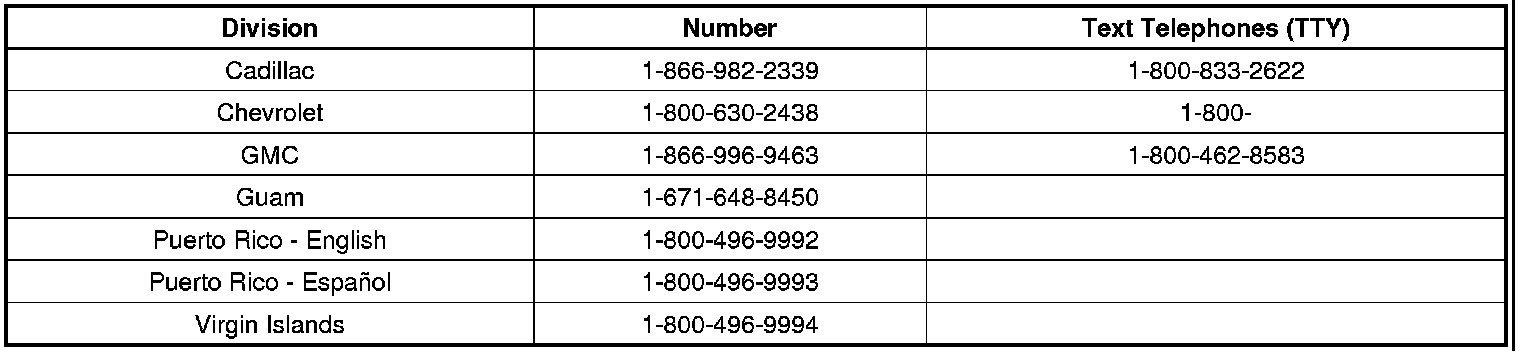 Division Number Text Telephones (TTY)
Cadillac 1-866-982-2339 1-800-833-2622
Chevrolet 1-800-630-2438 1-800-
GMC 1-866-996-9463 1-800-462-8583
Guam 1-671-648-8450
Puerto Rico - English 1-800-496-9992
Puerto Rico - Español 1-800-496-9993
Virgin Islands 1-800-496-9994